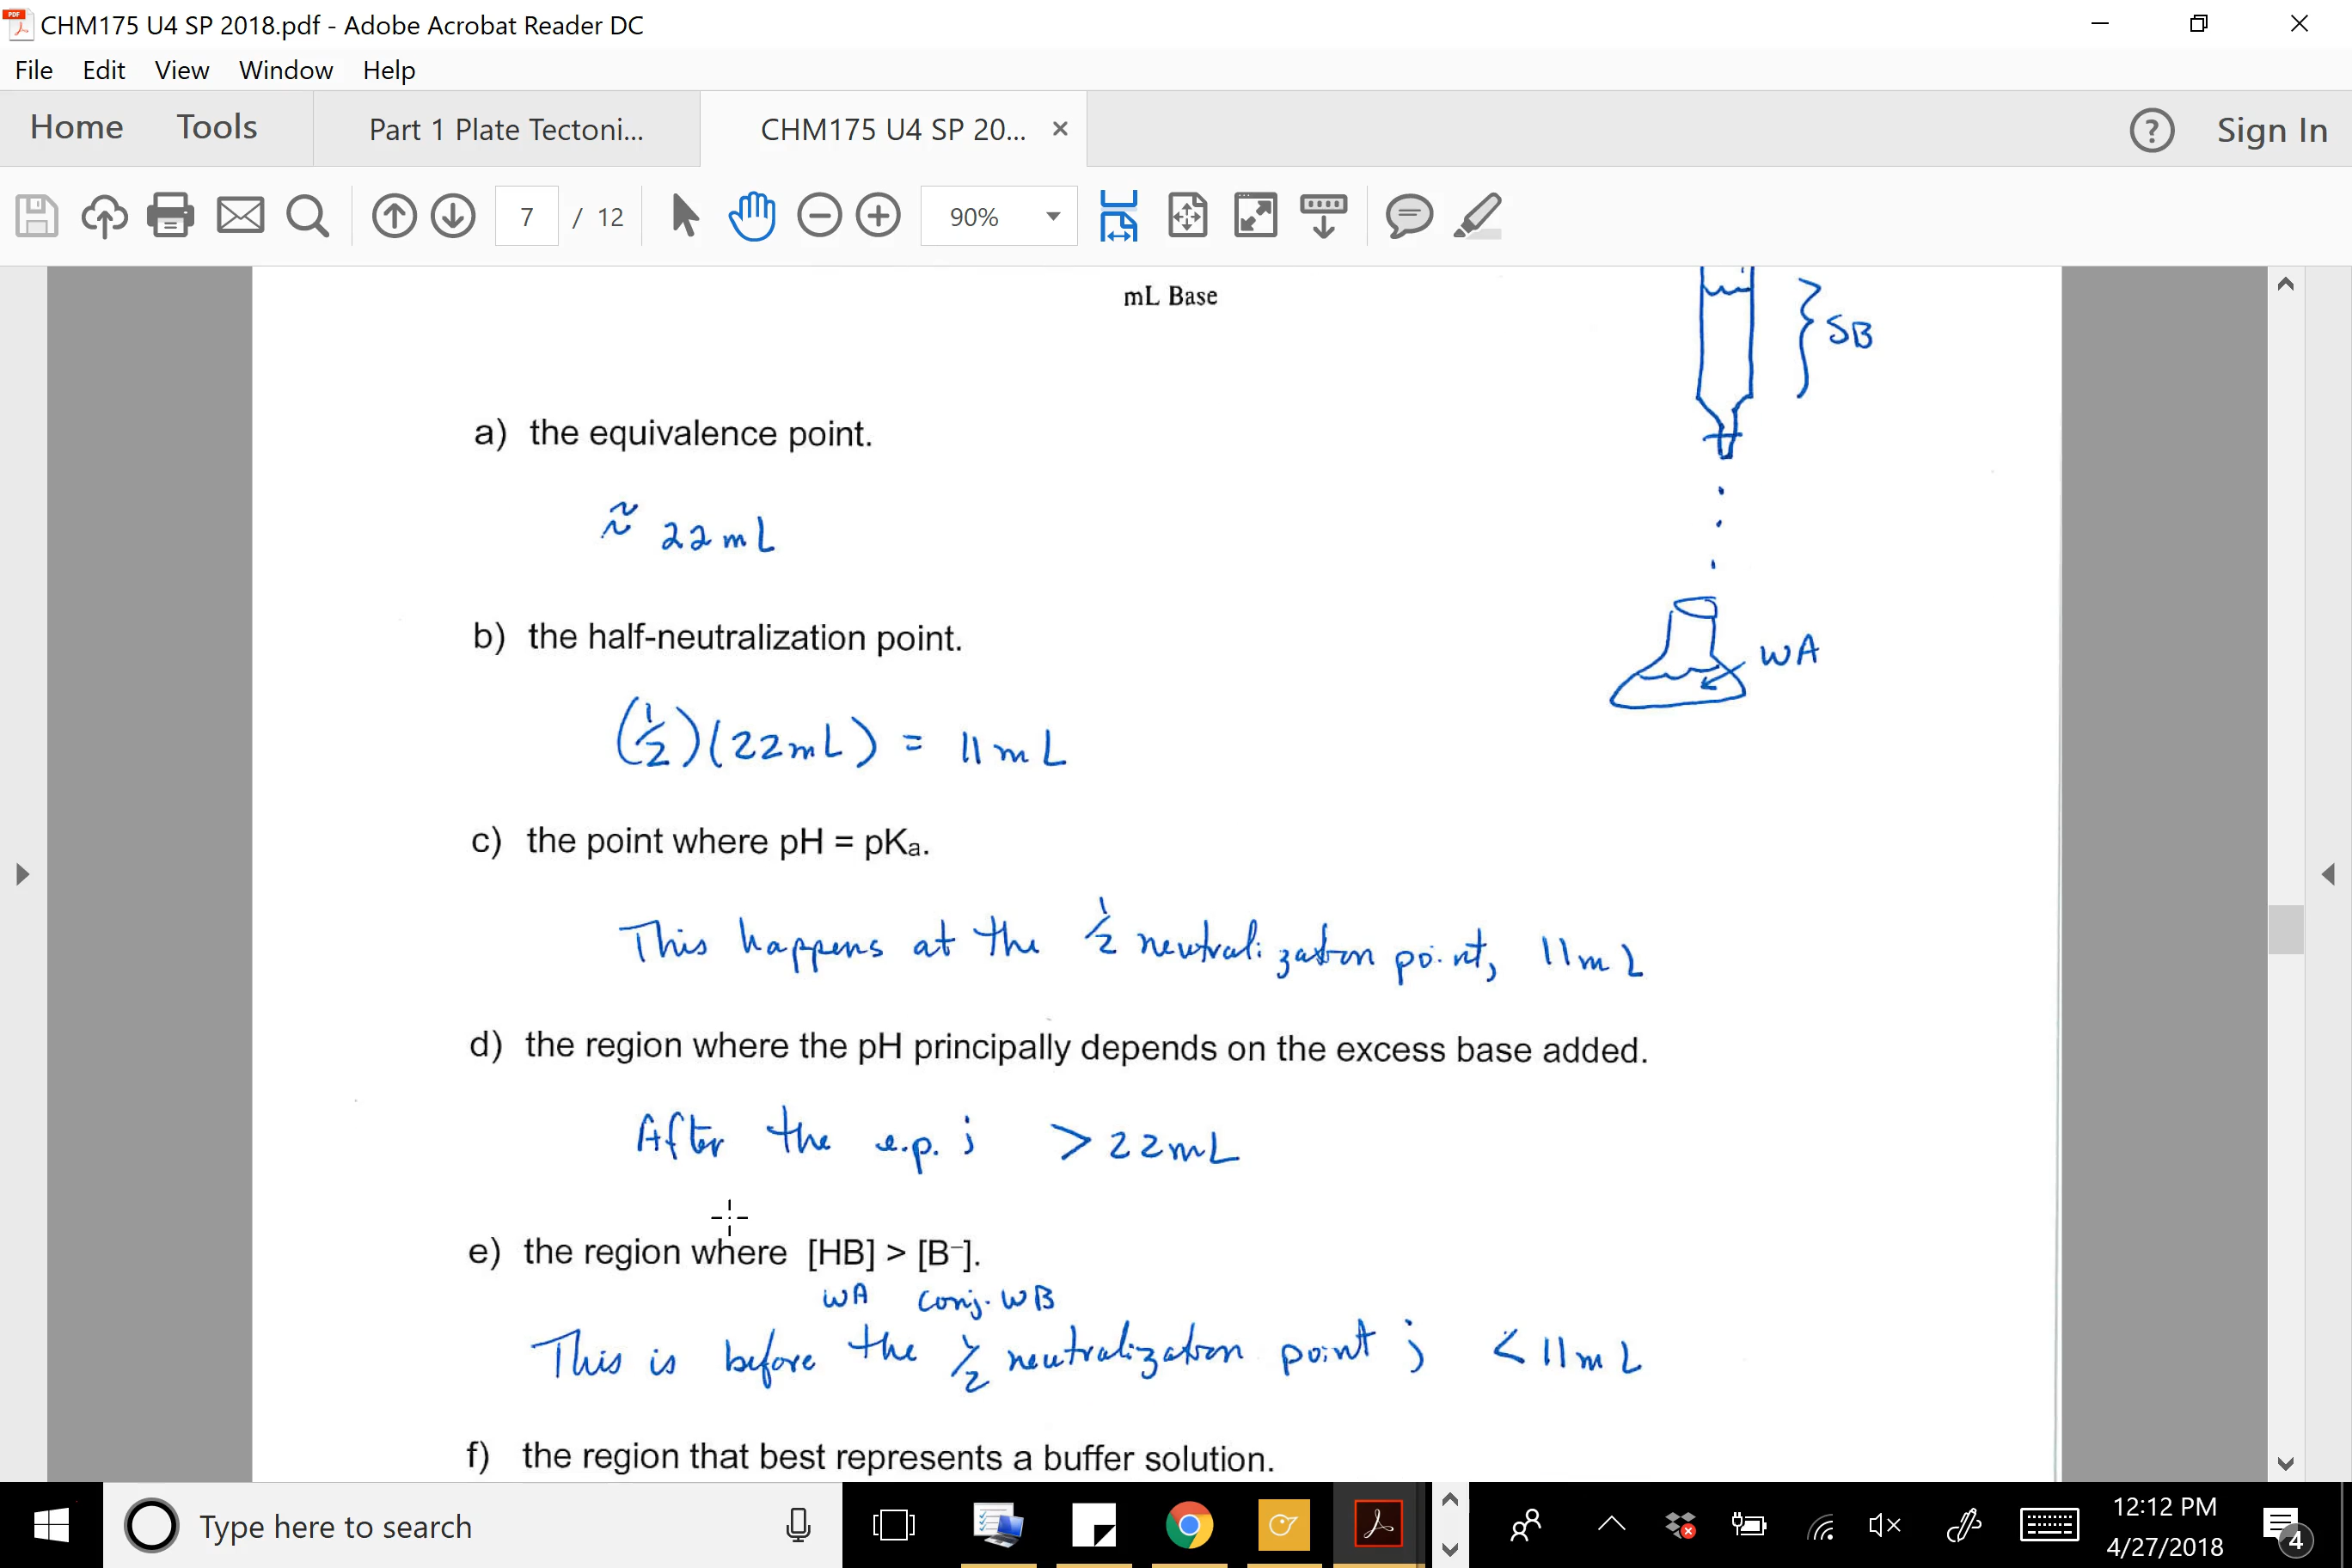 CHM175 U4 SP 2018.pdf - Adobe Acrobat Reader DC
File Edit View Window Help
Home Tools Part 1 Plate Tectoni... CHM175 U4 SP 20... × ? Sign In
7 / 12 90%
mL Base
SB
a) the equivalence point.
≈ 22 mL
b) the half-neutralization point.
WA
(1/2)(22mL) = 11 mL
c) the point where pH = pKa.
This happens at the 1/2 neutralization point, 11mL
d) the region where the pH principally depends on the excess base added.
After the e.p. ; > 22mL
e) the region where [HB] > [B⁻].
WA conj. WB
This is before the 1/2 neutralization point ; < 11mL
f) the region that best represents a buffer solution.
Type here to search
12:12 PM
4/27/2018
4